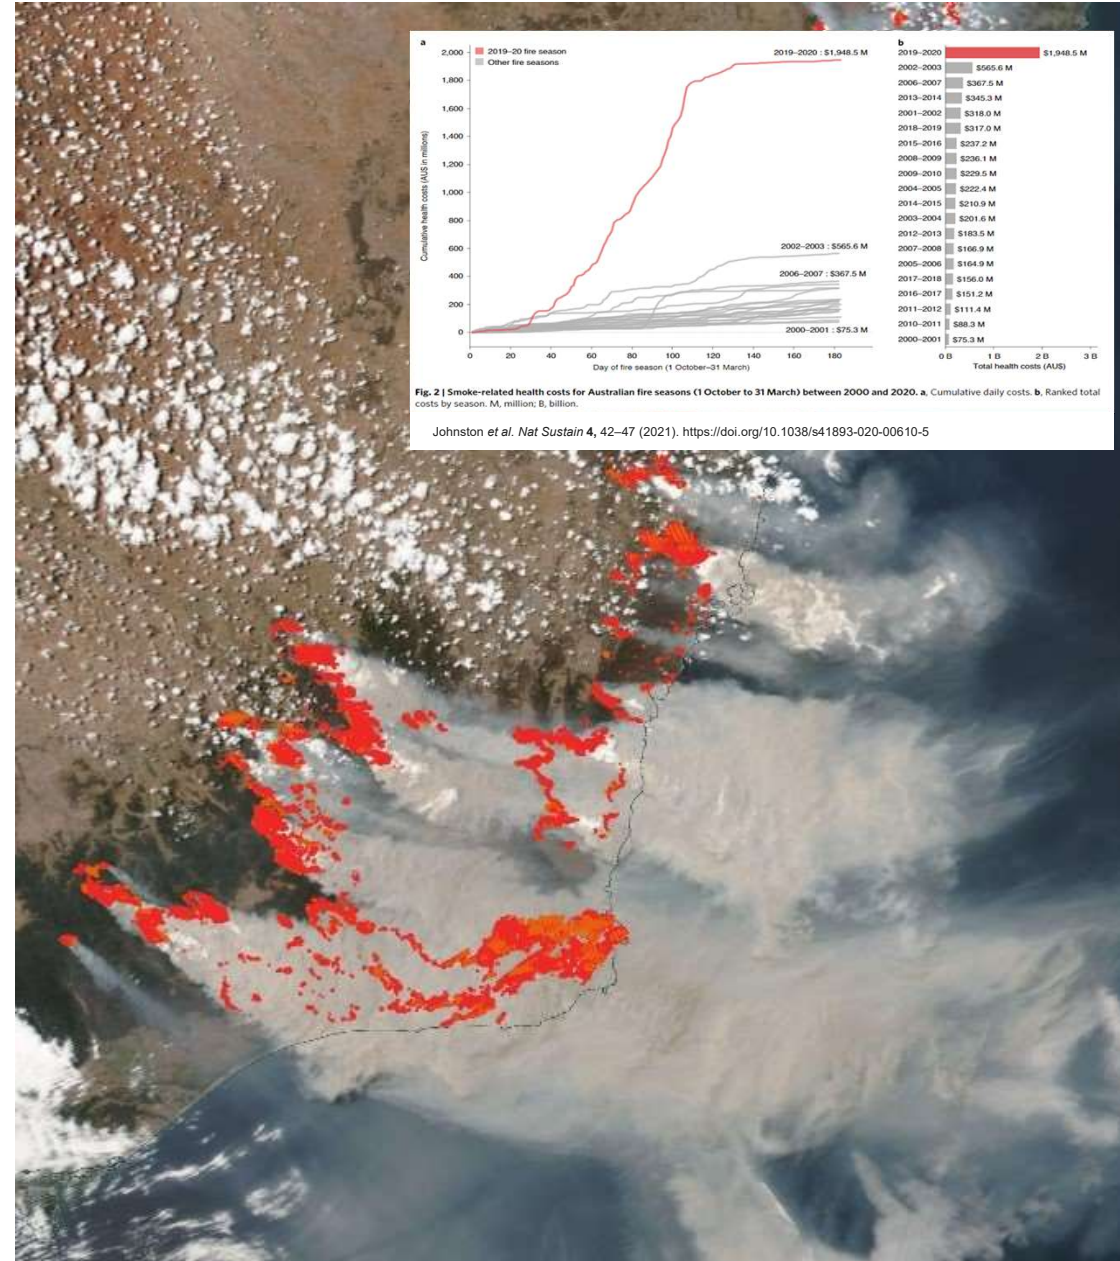 a
2019–20 fire season
Other fire seasons
2019–2020 : $1,948.5 M
2002–2003 : $565.6 M
2006–2007 : $367.5 M
2000–2001 : $75.3 M
2,000
1,800
1,600
1,400
1,200
1,000
800
600
400
200
0
Cumulative health costs (AU$ in millions)
0 20 40 60 80 100 120 140 160 180
Day of fire season (1 October–31 March)
b
2019–2020 $1,948.5 M
2002–2003 $565.6 M
2006–2007 $367.5 M
2013–2014 $345.3 M
2001–2002 $318.0 M
2018–2019 $317.0 M
2015–2016 $237.2 M
2008–2009 $236.1 M
2009–2010 $229.5 M
2004–2005 $222.4 M
2014–2015 $210.9 M
2003–2004 $201.6 M
2012–2013 $183.5 M
2007–2008 $166.9 M
2005–2006 $164.9 M
2017–2018 $156.0 M
2016–2017 $151.2 M
2011–2012 $111.4 M
2010–2011 $88.3 M
2000–2001 $75.3 M
0 B 1 B 2 B 3 B
Total health costs (AU$)
Fig. 2 | Smoke-related health costs for Australian fire seasons (1 October to 31 March) between 2000 and 2020. a, Cumulative daily costs. b, Ranked total
costs by season. M, million; B, billion.
Johnston et al. Nat Sustain 4, 42–47 (2021). https://doi.org/10.1038/s41893-020-00610-5